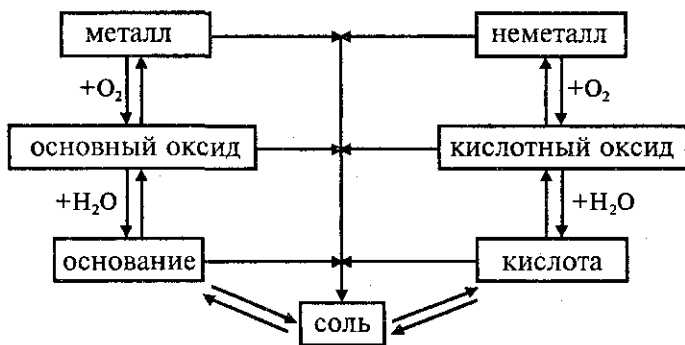 металл
неметалл
+O₂
+O₂
основный оксид
кислотный оксид
+H₂O
+H₂O
основание
кислота
соль